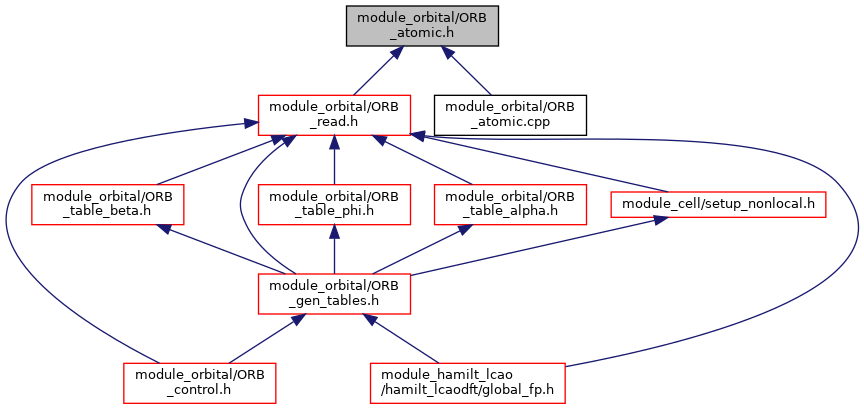 module_orbital/ORB
_atomic.h
module_orbital/ORB
_read.h
module_orbital/ORB
_atomic.cpp
module_orbital/ORB
_table_beta.h
module_orbital/ORB
_table_phi.h
module_orbital/ORB
_table_alpha.h
module_cell/setup_nonlocal.h
module_orbital/ORB
_gen_tables.h
module_orbital/ORB
_control.h
module_hamilt_lcao
/hamilt_lcaodft/global_fp.h